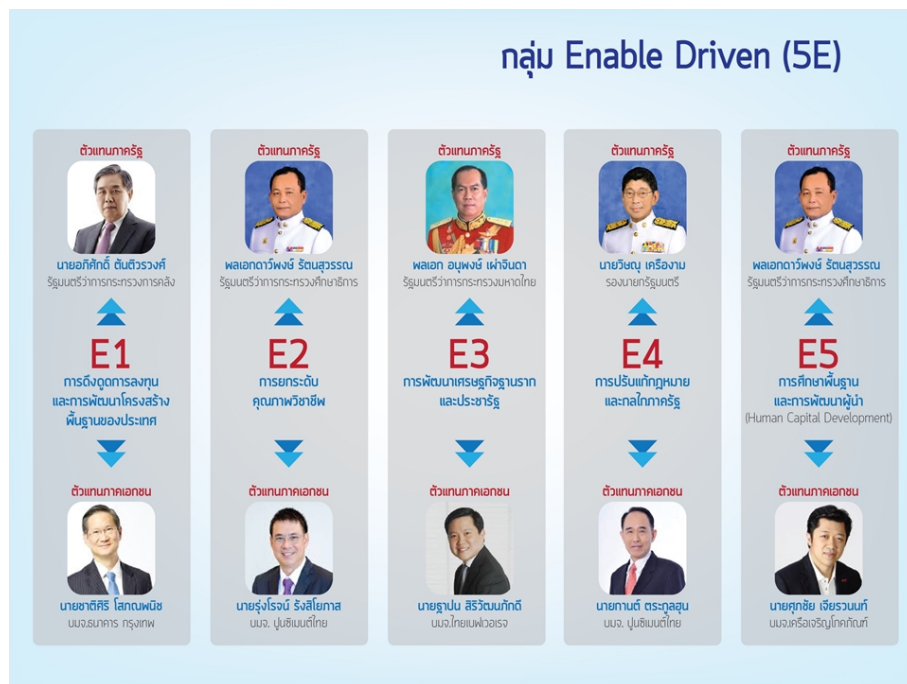 กลุ่ม Enable Driven (5E)
ตัวแทนภาครัฐ
นายอภิศักดิ์ ตันติวรวงศ์
รัฐมนตรีว่าการกระทรวงการคลัง
E1
การดึงดูดการลงทุน
และการพัฒนาโครงสร้าง
พื้นฐานของประเทศ
ตัวแทนภาคเอกชน
นายชาติศิริ โสภณพนิช
บมจ.ธนาคาร กรุงเทพ
ตัวแทนภาครัฐ
พลเอกดาว์พงษ์ รัตนสุวรรณ
รัฐมนตรีว่าการกระทรวงศึกษาธิการ
E2
การยกระดับ
คุณภาพวิชาชีพ
ตัวแทนภาคเอกชน
นายรุ่งโรจน์ รังสิโยภาส
บมจ. ปูนซิเมนต์ไทย
ตัวแทนภาครัฐ
พลเอก อนุพงษ์ เผ่าจินดา
รัฐมนตรีว่าการกระทรวงมหาดไทย
E3
การพัฒนาเศรษฐกิจฐานราก
และประชารัฐ
ตัวแทนภาคเอกชน
นายฐาปน สิริวัฒนภักดี
บมจ.ไทยเบฟเวอเรจ
ตัวแทนภาครัฐ
นายวิษณุ เครืองาม
รองนายกรัฐมนตรี
E4
การปรับแก้กฎหมาย
และกลไกภาครัฐ
ตัวแทนภาคเอกชน
นายกานต์ ตระกูลฮุน
บมจ. ปูนซิเมนต์ไทย
ตัวแทนภาครัฐ
พลเอกดาว์พงษ์ รัตนสุวรรณ
รัฐมนตรีว่าการกระทรวงศึกษาธิการ
E5
การศึกษาพื้นฐาน
และการพัฒนาผู้นำ
(Human Capital Development)
ตัวแทนภาคเอกชน
นายศุภชัย เจียรวนนท์
บมจ.เครือเจริญโภคภัณฑ์